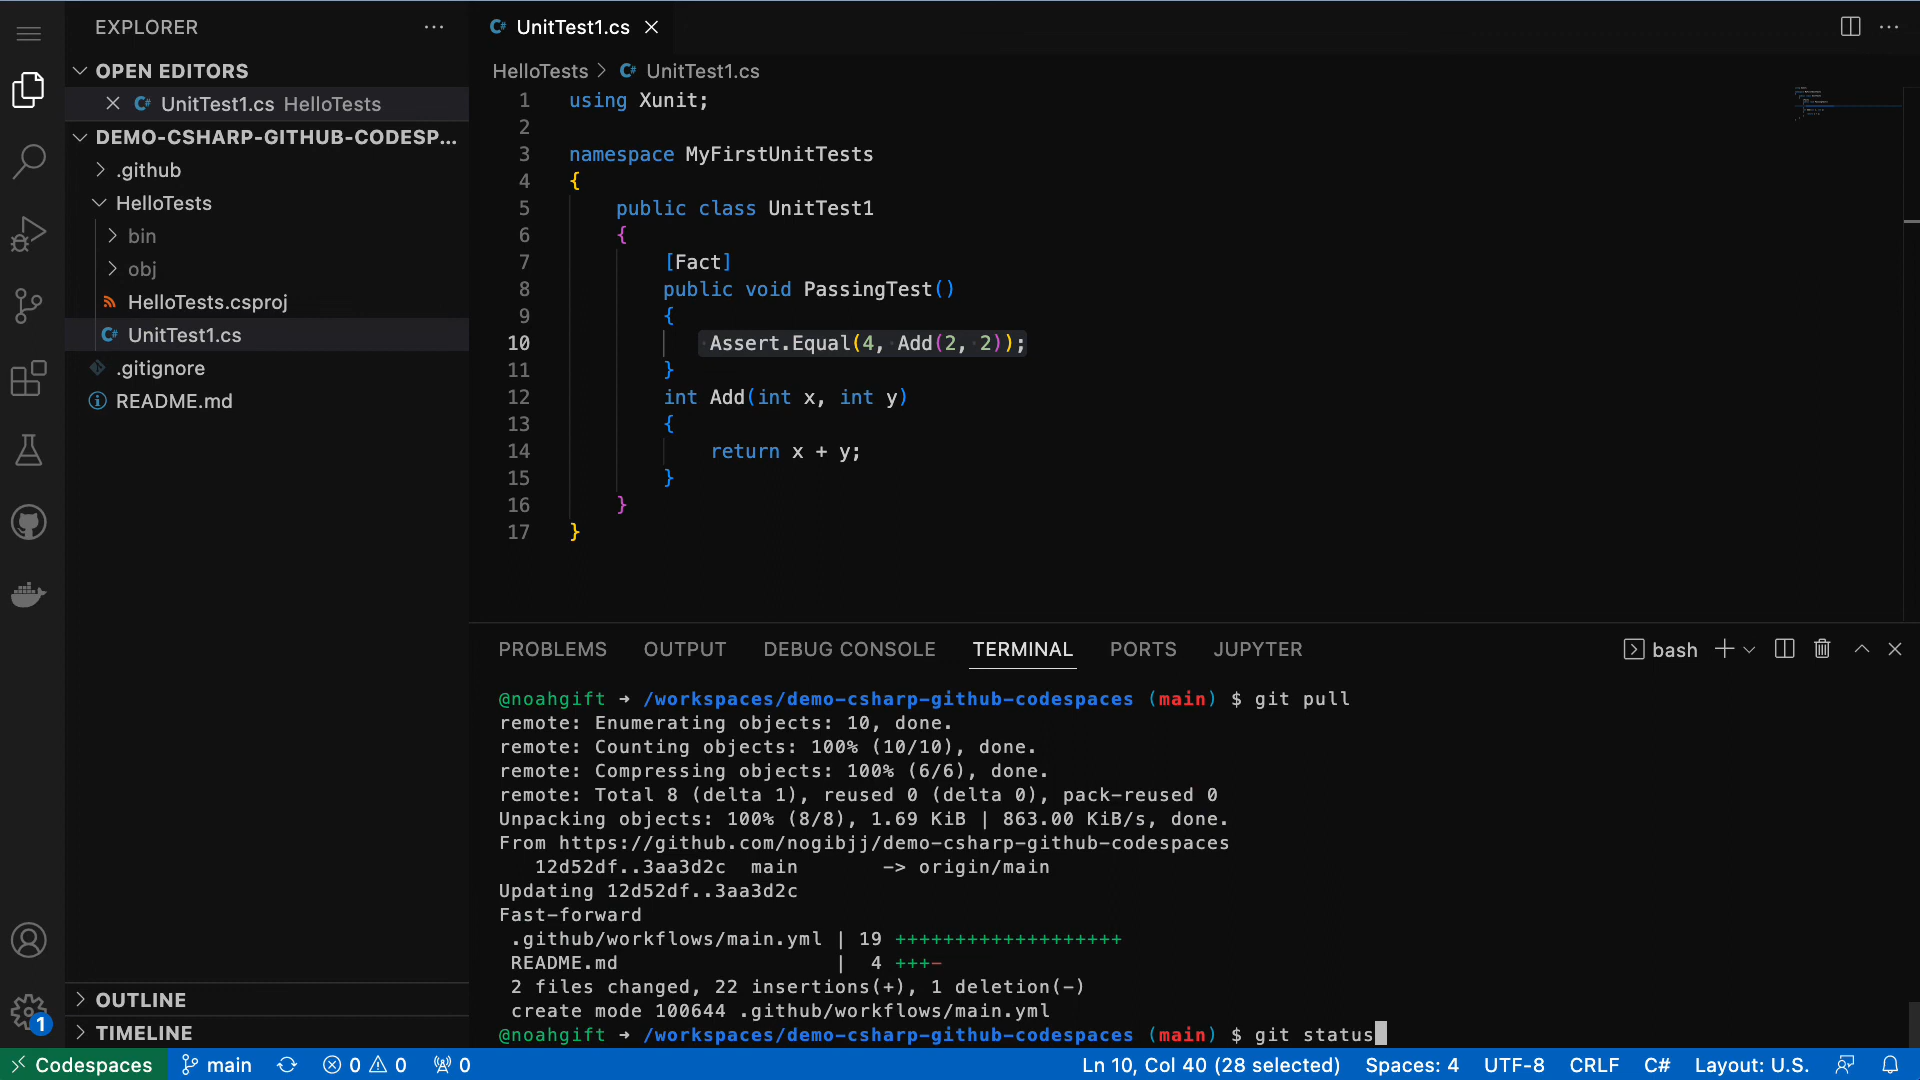 EXPLORER
OPEN EDITORS
UnitTest1.cs HelloTests
DEMO-CSHARP-GITHUB-CODESP...
.github
HelloTests
bin
obj
HelloTests.csproj
UnitTest1.cs
.gitignore
README.md
OUTLINE
TIMELINE
1
UnitTest1.cs
HelloTests > UnitTest1.cs
1 using Xunit;
2
3 namespace MyFirstUnitTests
4 {
5 public class UnitTest1
6 {
7 [Fact]
8 public void PassingTest()
9 {
10 Assert.Equal(4, Add(2, 2));
11 }
12 int Add(int x, int y)
13 {
14 return x + y;
15 }
16 }
17 }
PROBLEMS OUTPUT DEBUG CONSOLE TERMINAL PORTS JUPYTER bash
@noahgift ➜ /workspaces/demo-csharp-github-codespaces (main) $ git pull
remote: Enumerating objects: 10, done.
remote: Counting objects: 100% (10/10), done.
remote: Compressing objects: 100% (6/6), done.
remote: Total 8 (delta 1), reused 0 (delta 0), pack-reused 0
Unpacking objects: 100% (8/8), 1.69 KiB | 863.00 KiB/s, done.
From https://github.com/nogibjj/demo-csharp-github-codespaces
12d52df..3aa3d2c main -> origin/main
Updating 12d52df..3aa3d2c
Fast-forward
.github/workflows/main.yml | 19 +++++++++++++++++++
README.md | 4 +++-
2 files changed, 22 insertions(+), 1 deletion(-)
create mode 100644 .github/workflows/main.yml
@noahgift ➜ /workspaces/demo-csharp-github-codespaces (main) $ git status
Codespaces main 0 0 0 Ln 10, Col 40 (28 selected) Spaces: 4 UTF-8 CRLF C# Layout: U.S.